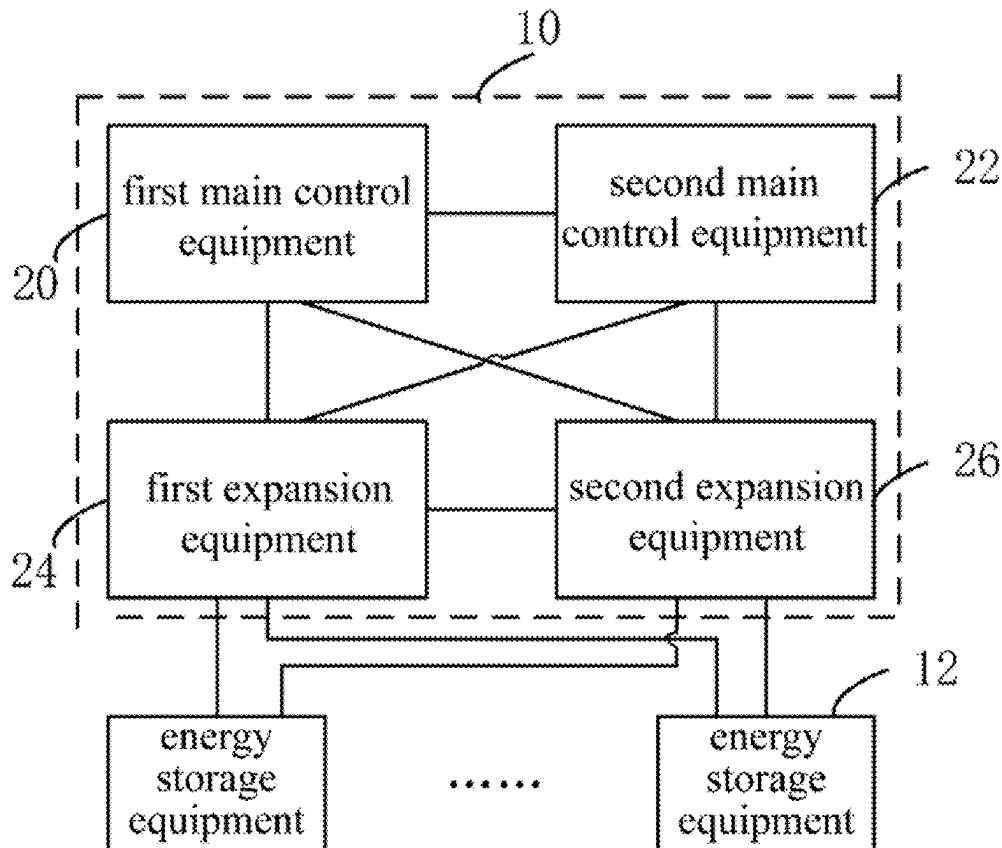 10
first main control
equipment
second main
control equipment
22
20
first expansion
equipment
second expansion
equipment
26
24
12
energy
storage
equipment
......
energy
storage
equipment